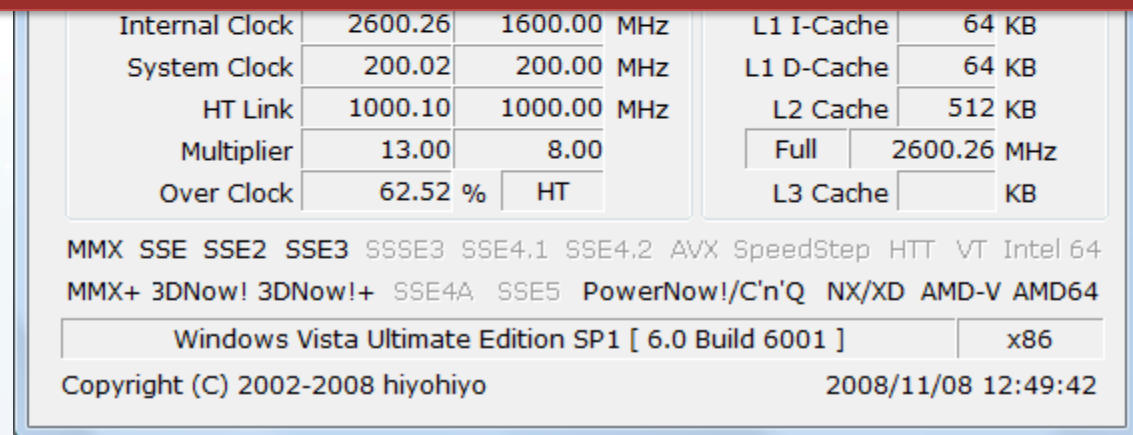 Internal Clock 2600.26 1600.00 MHz L1 I-Cache 64 KB
System Clock 200.02 200.00 MHz L1 D-Cache 64 KB
HT Link 1000.10 1000.00 MHz L2 Cache 512 KB
Multiplier 13.00 8.00 Full 2600.26 MHz
Over Clock 62.52 % HT L3 Cache KB
MMX SSE SSE2 SSE3 SSSE3 SSE4.1 SSE4.2 AVX SpeedStep HTT VT Intel 64
MMX+ 3DNow! 3DNow!+ SSE4A SSE5 PowerNow!/C'n'Q NX/XD AMD-V AMD64
Windows Vista Ultimate Edition SP1 [ 6.0 Build 6001 ] x86
Copyright (C) 2002-2008 hiyohiyo 2008/11/08 12:49:42